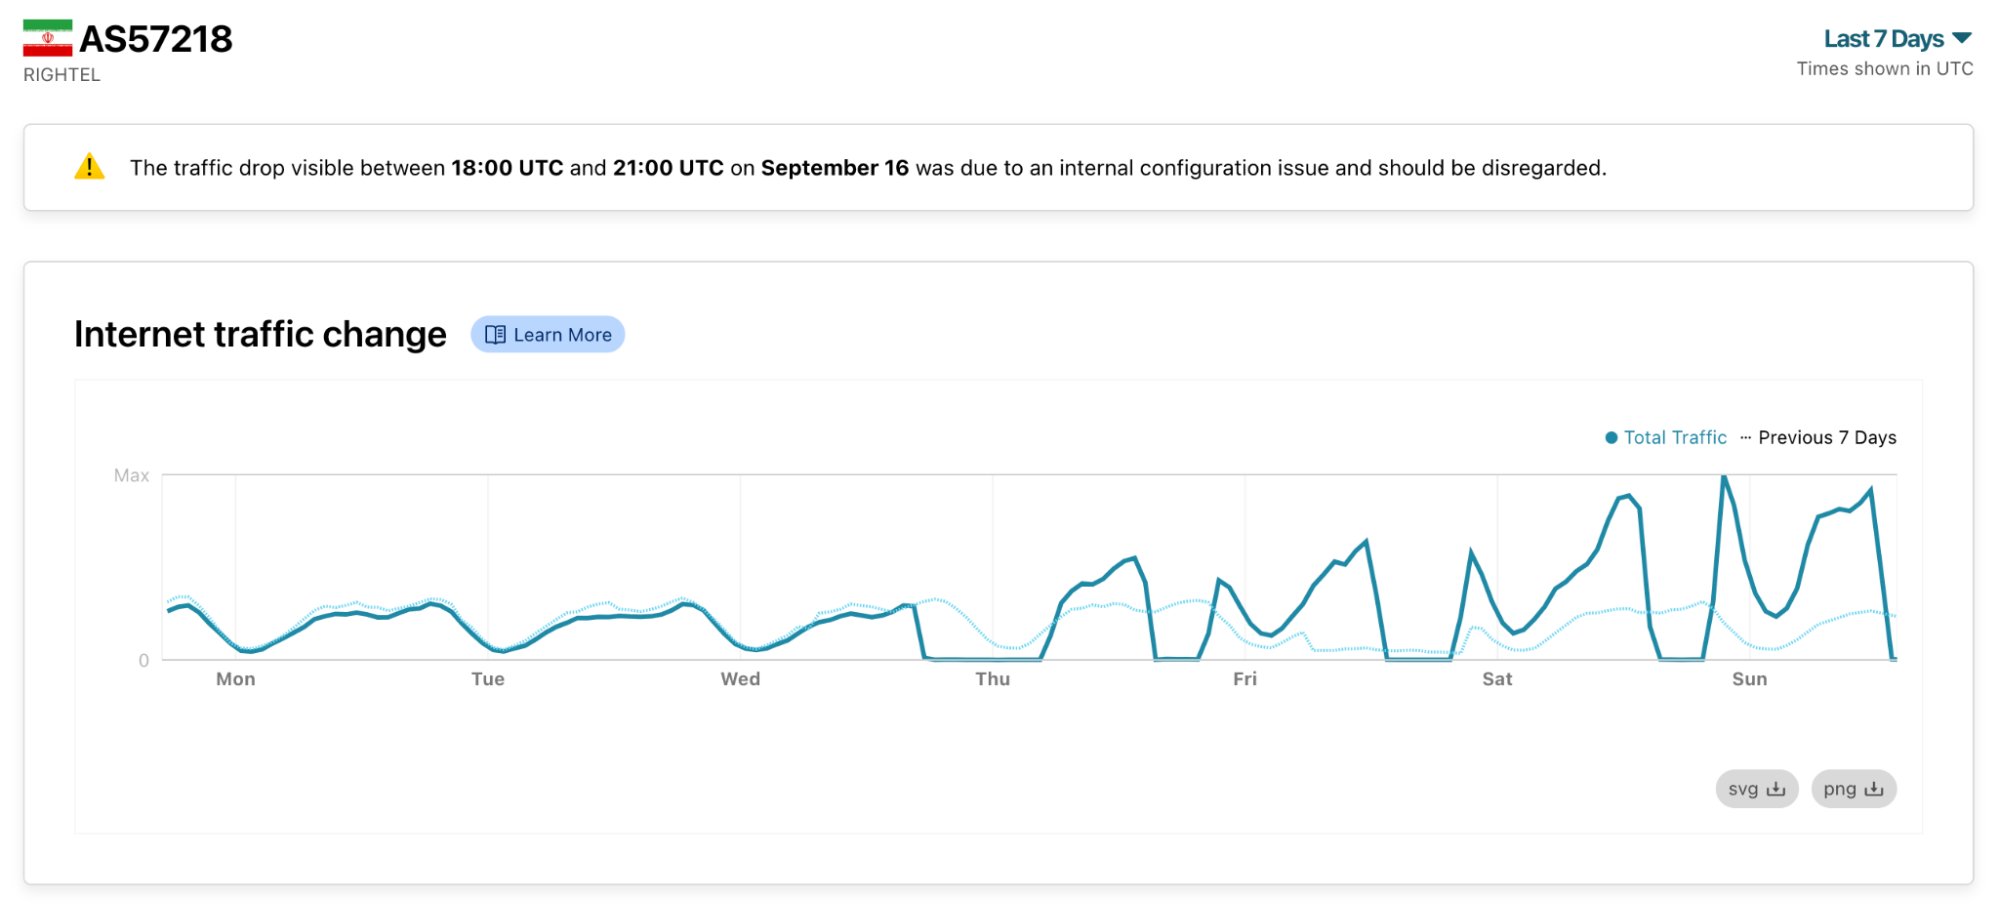 AS57218
RIGHTEL
Last 7 Days
Times shown in UTC
The traffic drop visible between 18:00 UTC and 21:00 UTC on September 16 was due to an internal configuration issue and should be disregarded.
Internet traffic change
Learn More
Total Traffic
Previous 7 Days
Max
0
Mon
Tue
Wed
Thu
Fri
Sat
Sun
svg
png